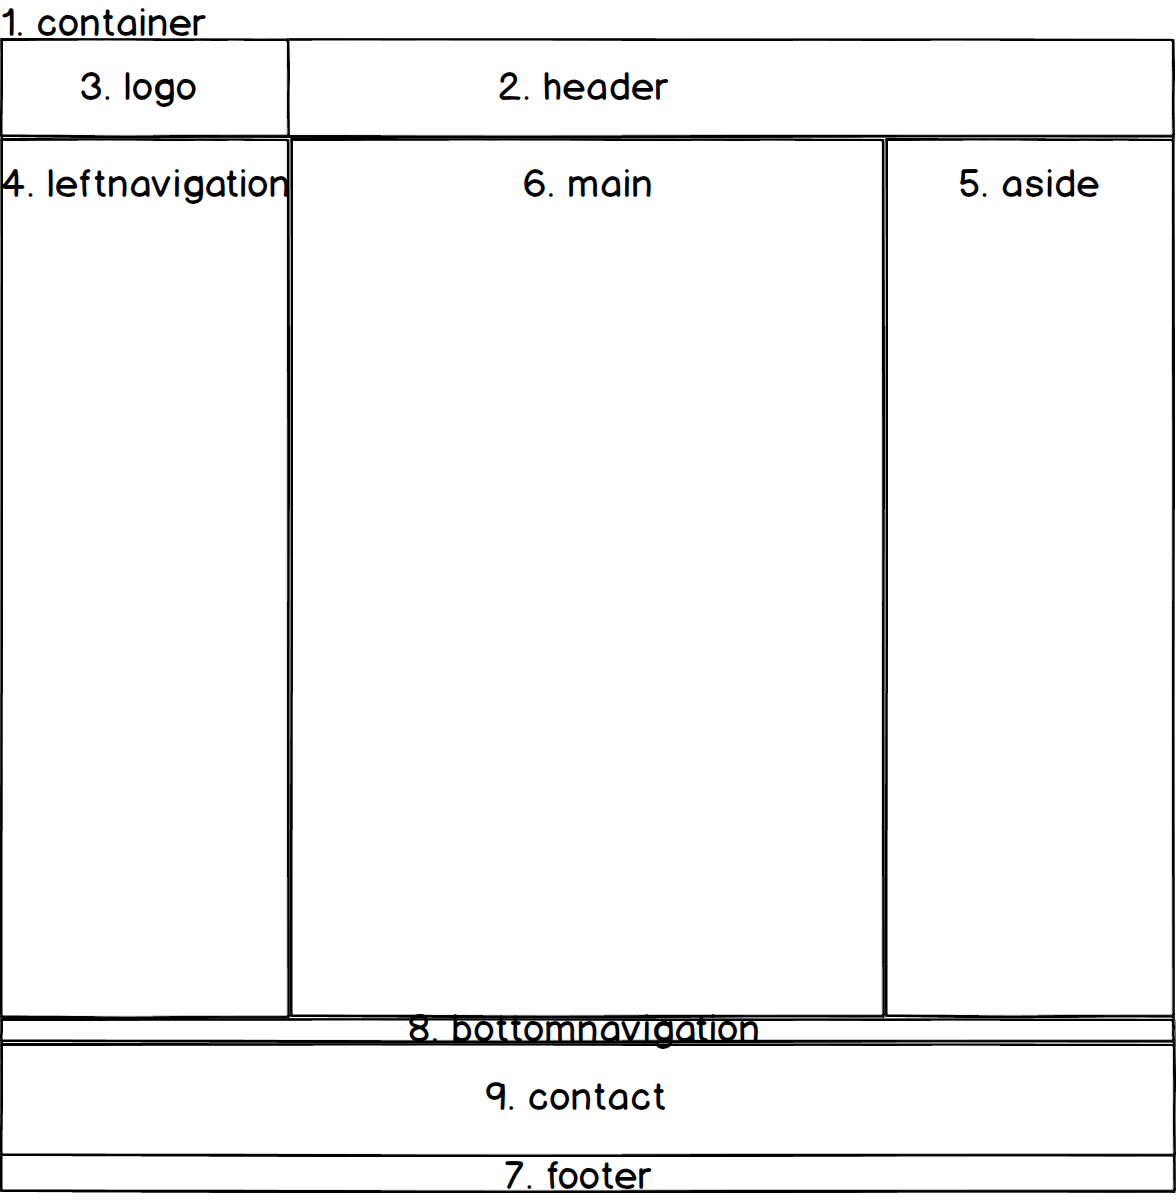 1. container
3. logo
2. header
4. leftnavigation
6. main
5. aside
8. bottomnavigation
9. contact
7. footer